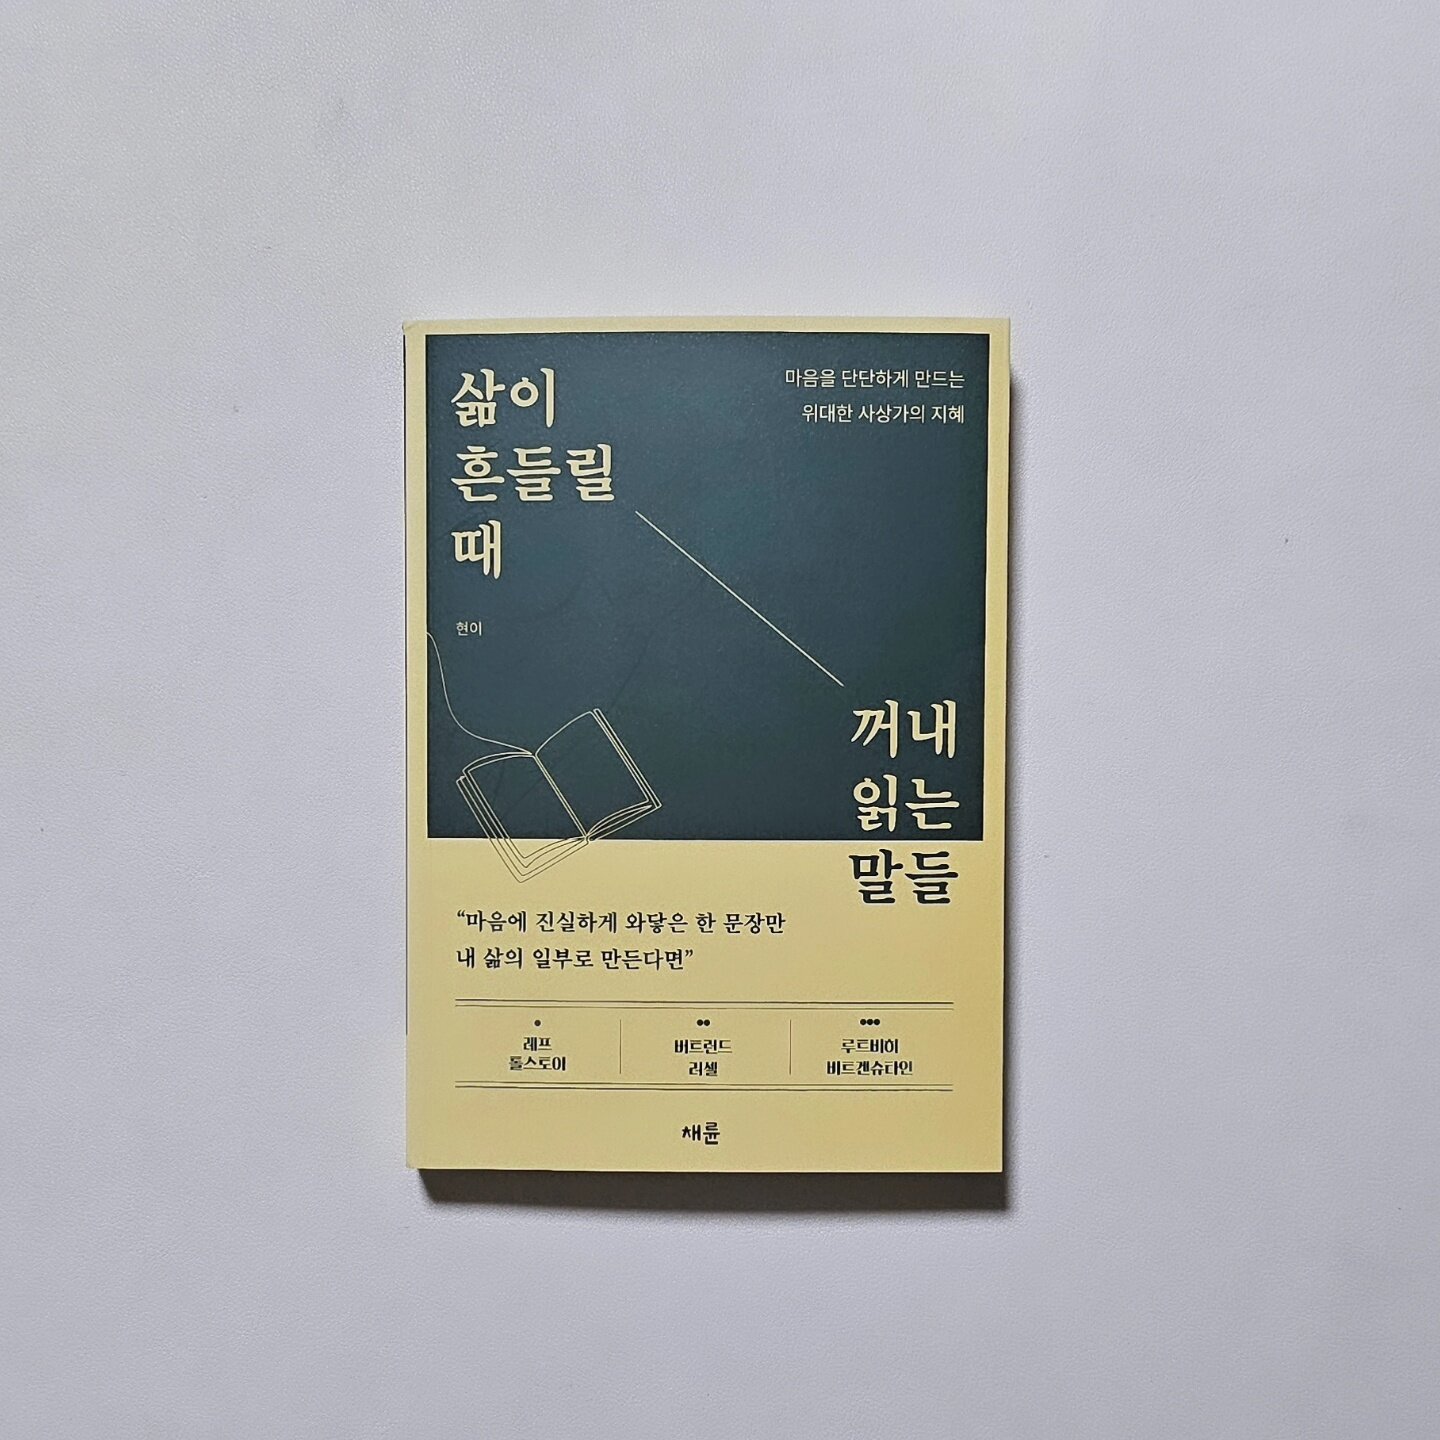 삶이
흔들릴
때
마음을 단단하게 만드는
위대한 사상가의 지혜
현이
꺼내
읽는
말들
“마음에 진실하게 와닿은 한 문장만
내 삶의 일부로 만든다면”
레프
톨스토이
버트런드
러셀
루트비히
비트겐슈타인
채륜